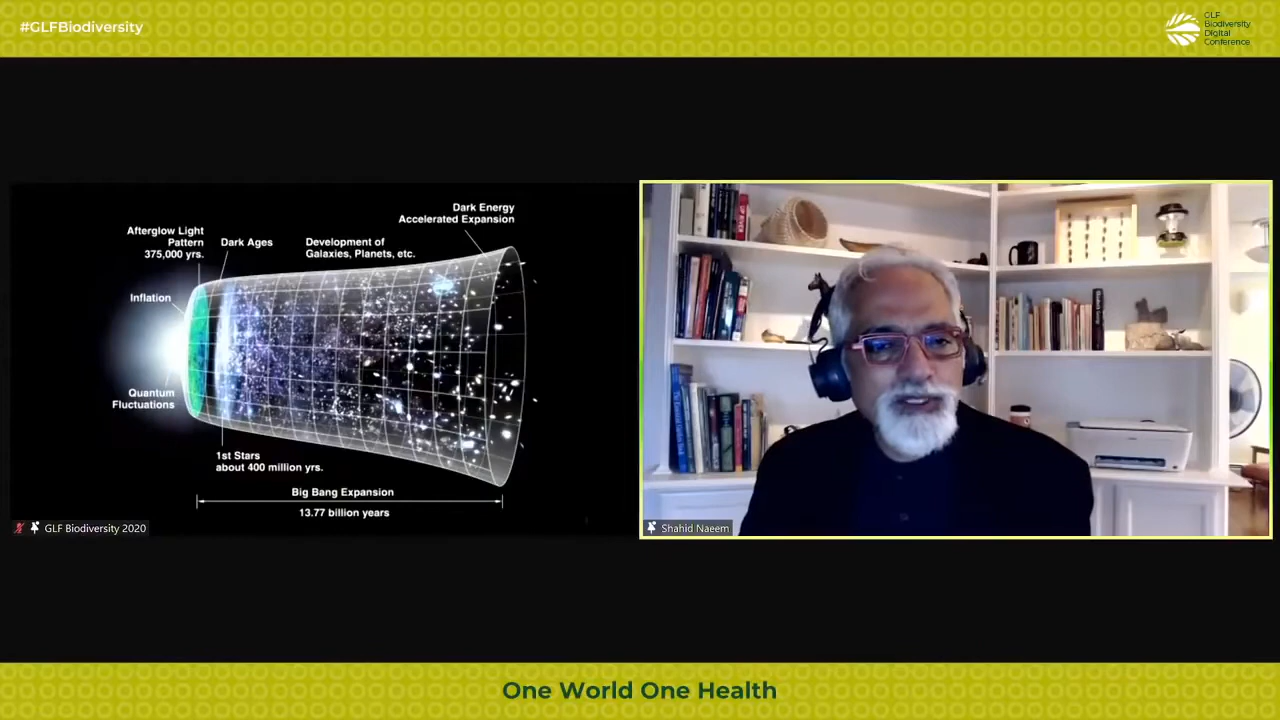 #GLFBiodiversity
GLF
Biodiversity
Digital
Conference
Dark Energy
Accelerated Expansion
Afterglow Light
Pattern
375,000 yrs.
Dark Ages
Development of
Galaxies, Planets, etc.
Inflation
Quantum
Fluctuations
1st Stars
about 400 million yrs.
Big Bang Expansion
13.77 billion years
GLF Biodiversity 2020
Shahid Naeem
One World One Health